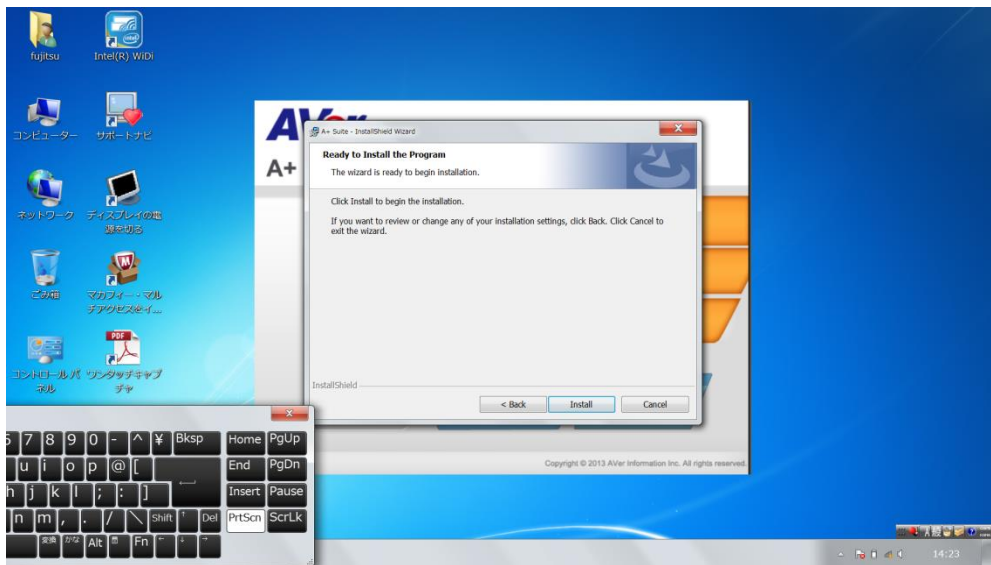 fujitsu
Intel(R) WiDi
コンピューター
サポートナビ
ネットワーク
ディスプレイの電
源を切る
ごみ箱
マカフィー・マル
チアクセス・イ...
コントロール パ
ネル
PDF
ワンタッチキャプ
チャ
AVer
A+
A+ Suite - InstallShield Wizard
X
Ready to Install the Program
The wizard is ready to begin installation.
Click Install to begin the installation.
If you want to review or change any of your installation settings, click Back. Click Cancel to
exit the wizard.
InstallShield
< Back
Install
Cancel
Copyright © 2013 AVer Information Inc. All rights reserved.
X
7 8 9 0 - ^ ¥ Bksp Home PgUp
u i o p @ [ End PgDn
h j k l ; : ] Insert Pause
n m , . / \ Shift ↑ Del PrtScn ScrLk
変換 かな Alt Fn ← ↓ →
14:23